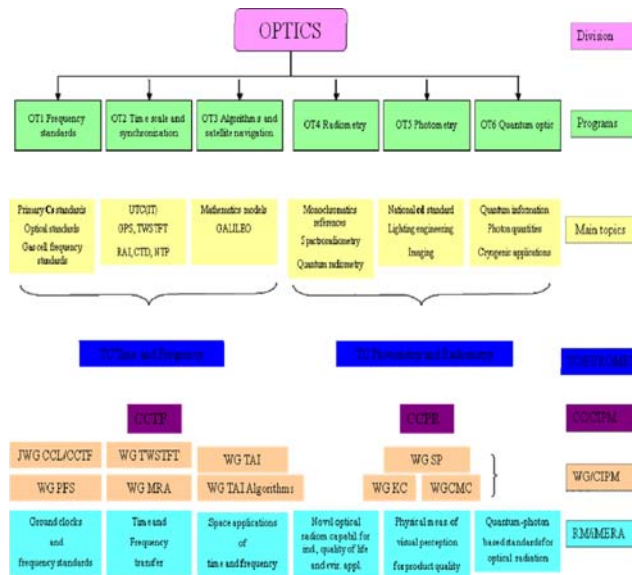 OPTICS
Division
OT1 Frequency
standards
OT2 Time scale and
synchronization
OT3 Algorithms and
satellite navigation
OT4 Radiometry
OT5 Photometry
OT6 Quantum optic
Programs
Primary Cs standards
Optical standards
Gas cell frequency
standards
UTC(IT)
GPS, TWSTFT
RAI, CTD, NTP
Mathematics models
GALILEO
Monochromatics
references
Spectroradiometry
Quantum radiometry
National cd standard
Lighting engineering
Imaging
Quantum information
Photon quantities
Cryogenic applications
Main topics
TC Time and Frequency
TC Photometry and Radiometry
CCTF
CCPR
CC/CIPM
JWG CCL/CCTF
WG TWSTFT
WG TAI
WG SP
WG PFS
WG MRA
WG TAI Algorithms
WG KC
WGCMC
WG/CIPM
Ground clocks
and
frequency standards
Time and
Frequency
transfer
Space applications
of
time and frequency
Novel optical
radiom capabil. for
ind., quality of life
and evir. appl.
Physical meas of
visual perception
for product quality
Quantum-photon
based standards for
optical radiation
RM/iMERA